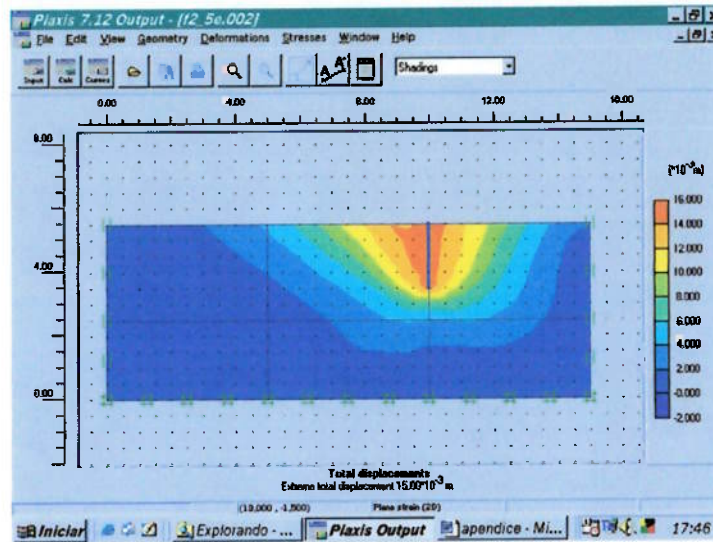 Plaxis 7.12 Output - [f2_5e.002]
File Edit View Geometry Deformations Stresses Window Help
Input Calc Curves Shadings
0.00 4.00 8.00 12.00 16.00
8.00
4.00
0.00
[*10⁻³m]
16.000
14.000
12.000
10.000
8.000
6.000
4.000
2.000
-0.000
-2.000
Total displacements
Extreme total displacement 15.00*10⁻³ m
(13,000 , -1,500) Plane strain (2D)
Iniciar Explorando - ... Plaxis Output apendice - Mi... 17:46